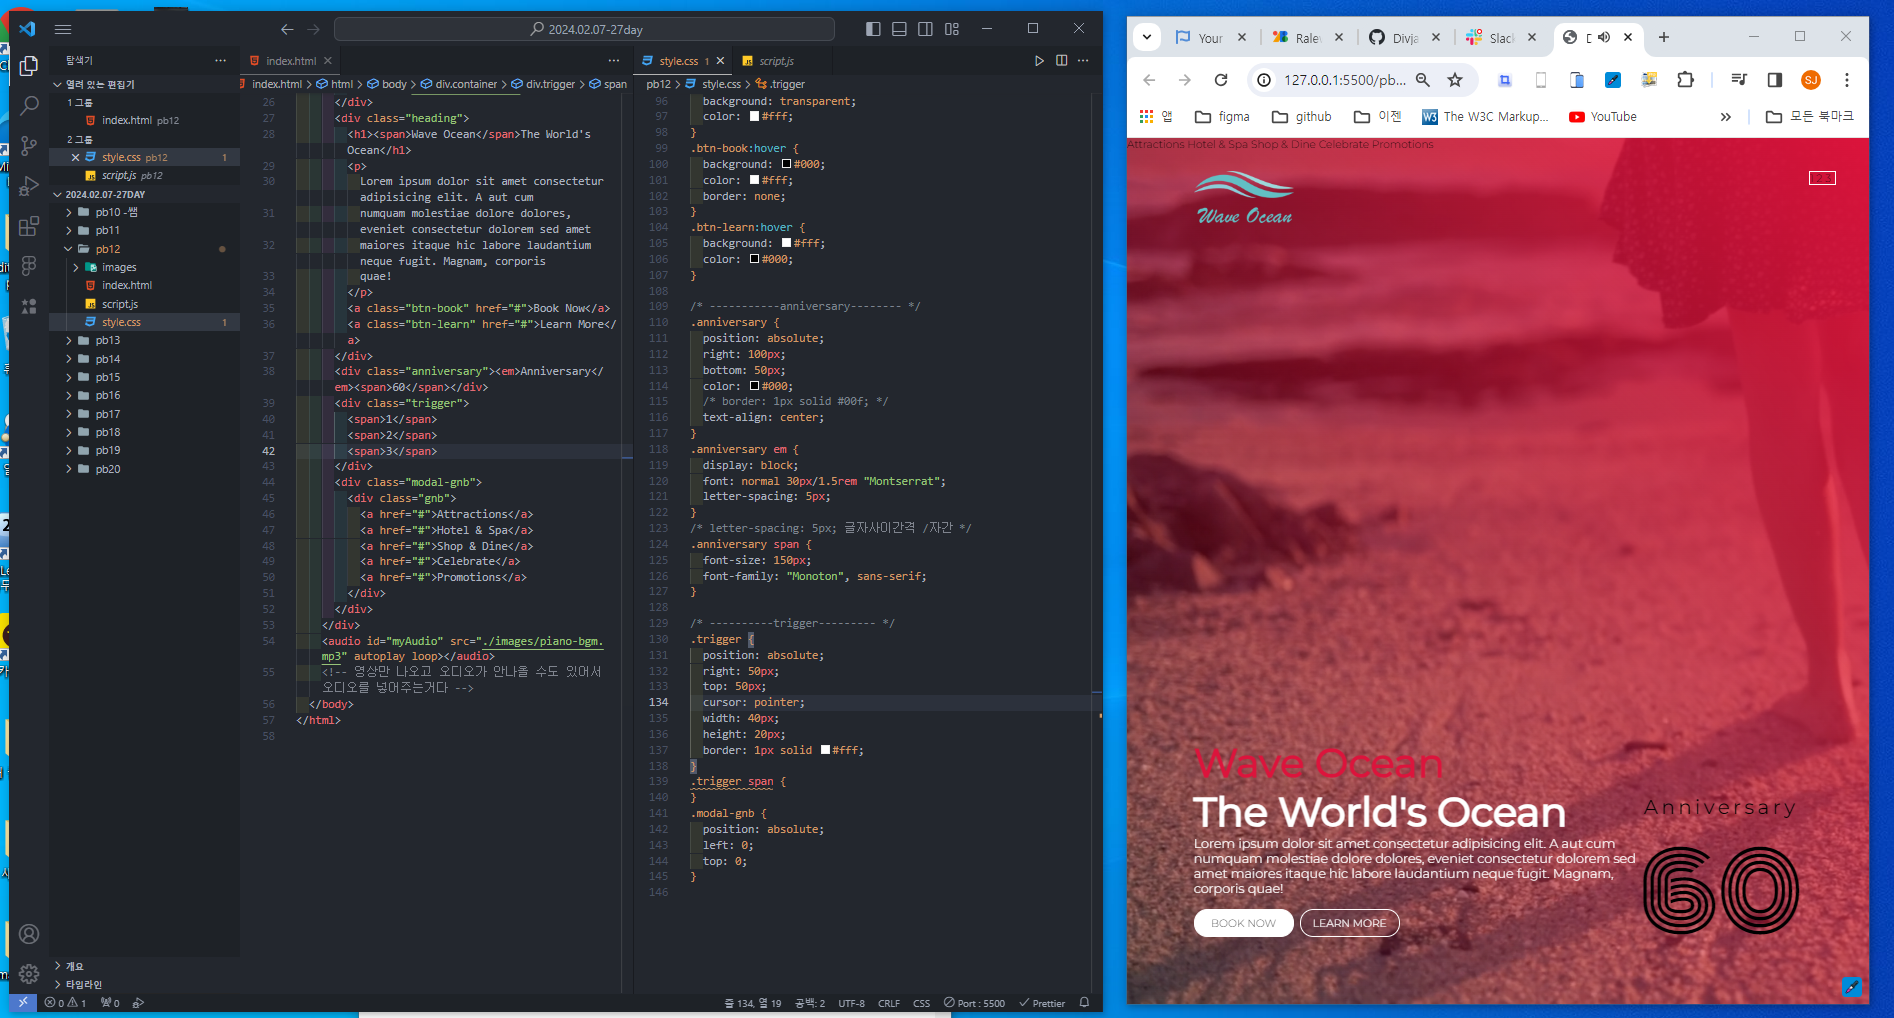 2024.02.07-27day
탐색기
열려 있는 편집기
1 그룹
index.html pb12
2 그룹
style.css pb12 1
script.js pb12
2024.02.07-27DAY
pb10 -쌤
pb11
pb12
images
index.html
script.js
style.css 1
pb13
pb14
pb15
pb16
pb17
pb18
pb19
pb20
개요
타임라인
index.html
index.html > html > body > div.container > div.trigger > span
26 </div>
27 <div class="heading">
28 <h1><span>Wave Ocean</span>The World's
Ocean</h1>
29 <p>
30 Lorem ipsum dolor sit amet consectetur
adipisicing elit. A aut cum
31 numquam molestiae dolore dolores,
eveniet consectetur dolorem sed amet
32 maiores itaque hic labore laudantium
neque fugit. Magnam, corporis
33 quae!
34 </p>
35 <a class="btn-book" href="#">Book Now</a>
36 <a class="btn-learn" href="#">Learn More</
a>
37 </div>
38 <div class="anniversary"><em>Anniversary</
em><span>60</span></div>
39 <div class="trigger">
40 <span>1</span>
41 <span>2</span>
42 <span>3</span>
43 </div>
44 <div class="modal-gnb">
45 <div class="gnb">
46 <a href="#">Attractions</a>
47 <a href="#">Hotel & Spa</a>
48 <a href="#">Shop & Dine</a>
49 <a href="#">Celebrate</a>
50 <a href="#">Promotions</a>
51 </div>
52 </div>
53 </div>
54 <audio id="myAudio" src="./images/piano-bgm.
mp3" autoplay loop></audio>
55 <!-- 영상만 나오고 오디오가 안나올 수도 있어서
오디오를 넣어주는거다 -->
56 </body>
57 </html>
58
style.css 1
script.js
pb12 > style.css > .trigger
96 background: transparent;
97 color: #fff;
98 }
99 .btn-book:hover {
100 background: #000;
101 color: #fff;
102 border: none;
103 }
104 .btn-learn:hover {
105 background: #fff;
106 color: #000;
107 }
108
109 /* -----------anniversary-------- */
110 .anniversary {
111 position: absolute;
112 right: 100px;
113 bottom: 50px;
114 color: #000;
115 /* border: 1px solid #00f; */
116 text-align: center;
117 }
118 .anniversary em {
119 display: block;
120 font: normal 30px/1.5rem "Montserrat";
121 letter-spacing: 5px;
122 }
123 /* letter-spacing: 5px; 글자사이간격 /자간 */
124 .anniversary span {
125 font-size: 150px;
126 font-family: "Monoton", sans-serif;
127 }
128
129 /* ----------trigger--------- */
130 .trigger {
131 position: absolute;
132 right: 50px;
133 top: 50px;
134 cursor: pointer;
135 width: 40px;
136 height: 20px;
137 border: 1px solid #fff;
138 }
139 .trigger span {
140 }
141 .modal-gnb {
142 position: absolute;
143 left: 0;
144 top: 0;
145 }
146
0 1 0 줄 134, 열 19 공백: 2 UTF-8 CRLF CSS Port : 5500 Prettier
Your Divja Slack
127.0.0.1:5500/pb...
SJ
앱 figma github 이젠 The W3C Markup... YouTube » 모든 북마크
Attractions Hotel & Spa Shop & Dine Celebrate Promotions
1 2 3
Wave Ocean
Wave Ocean
The World's Ocean
Lorem ipsum dolor sit amet consectetur adipisicing elit. A aut cum
numquam molestiae dolore dolores, eveniet consectetur dolorem sed
amet maiores itaque hic labore laudantium neque fugit. Magnam,
corporis quae!
BOOK NOW LEARN MORE
Anniversary
60